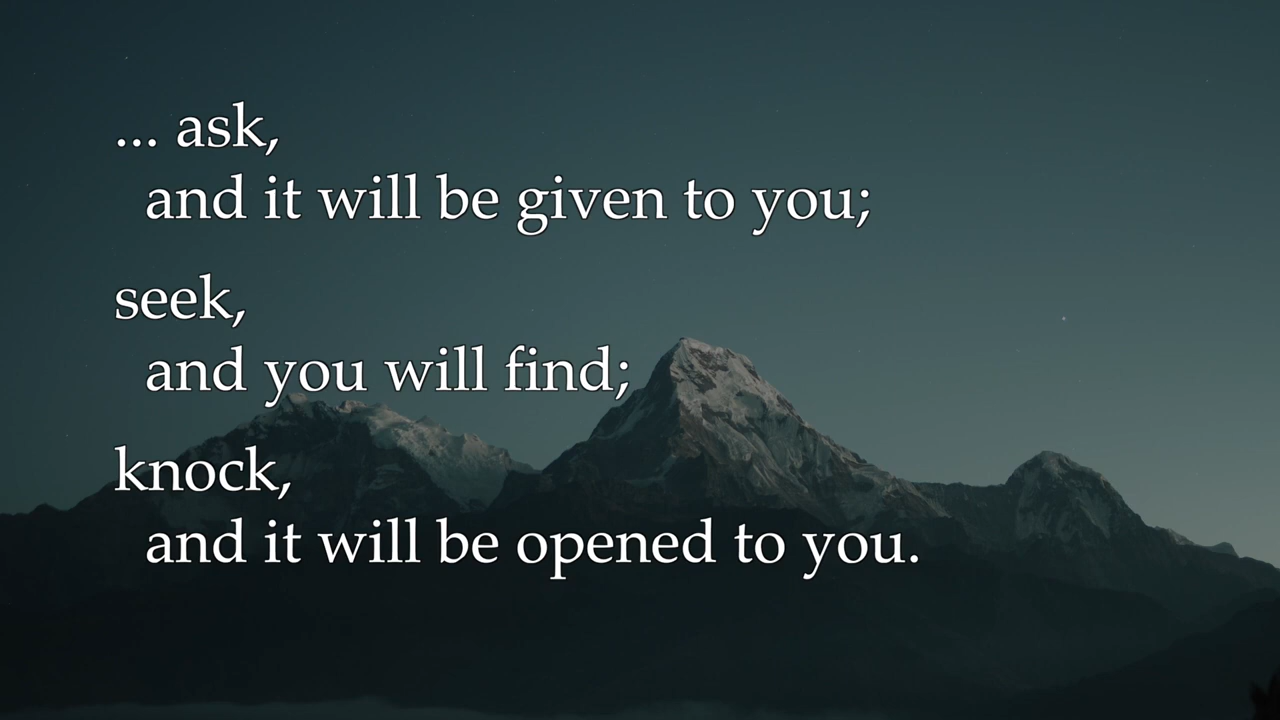 ... ask,
and it will be given to you;
seek,
and you will find;
knock,
and it will be opened to you.